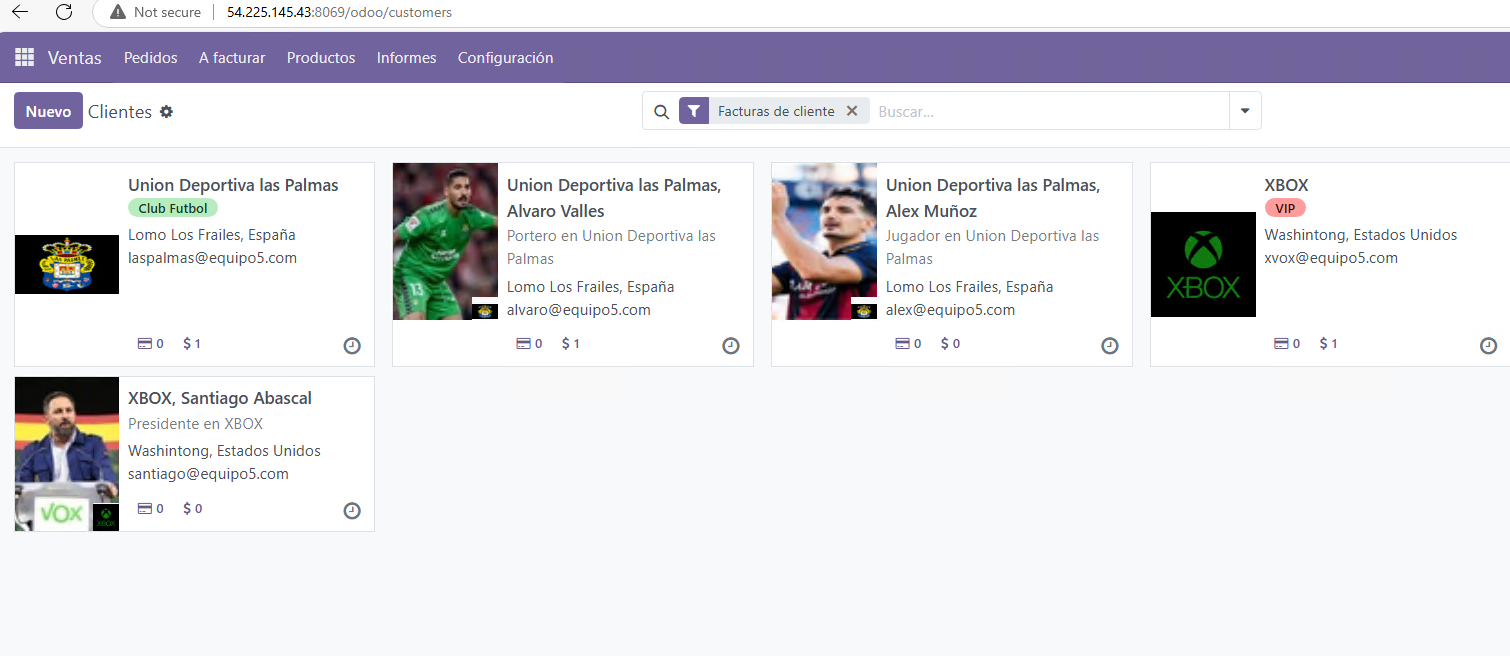 Not secure 54.225.145.43:8069/odoo/customers
Ventas Pedidos A facturar Productos Informes Configuración
Nuevo Clientes Facturas de cliente Buscar...
Union Deportiva las Palmas
Club Futbol
Lomo Los Frailes, España
laspalmas@equipo5.com
0 $ 1
Union Deportiva las Palmas,
Alvaro Valles
Portero en Union Deportiva las
Palmas
Lomo Los Frailes, España
alvaro@equipo5.com
0 $ 1
13
Union Deportiva las Palmas,
Alex Muñoz
Jugador en Union Deportiva las
Palmas
Lomo Los Frailes, España
alex@equipo5.com
0 $ 0
XBOX
VIP
Washintong, Estados Unidos
xvox@equipo5.com
XBOX
0 $ 1
XBOX, Santiago Abascal
Presidente en XBOX
Washintong, Estados Unidos
santiago@equipo5.com
VOX
XBOX
0 $ 0